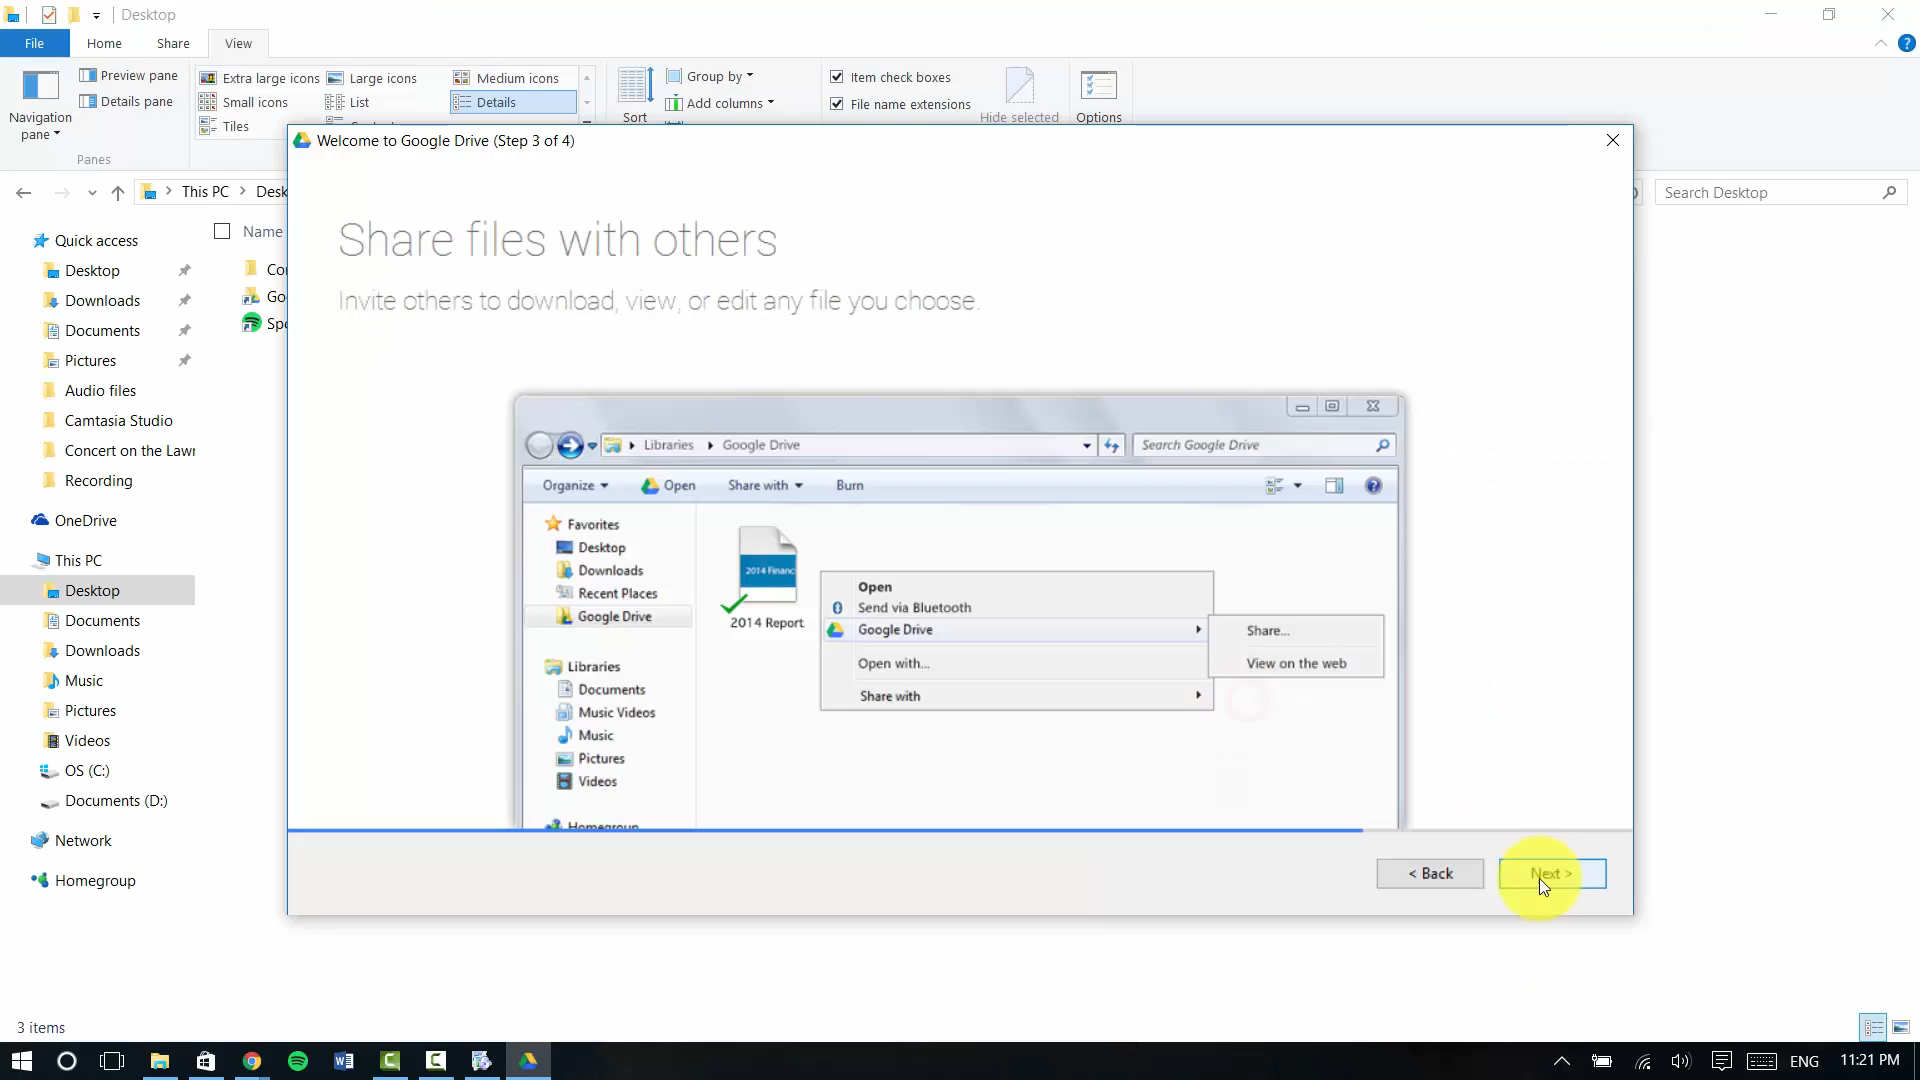 Desktop
File
Home
Share
View
Navigation
pane
Preview pane
Details pane
Panes
Extra large icons
Large icons
Medium icons
Small icons
List
Details
Tiles
Sort
Group by
Add columns
Item check boxes
File name extensions
Hide selected
Options
This PC
Search Desktop
Quick access
Desktop
Downloads
Documents
Pictures
Audio files
Camtasia Studio
Concert on the Lawn
Recording
OneDrive
This PC
Desktop
Documents
Downloads
Music
Pictures
Videos
OS (C:)
Documents (D:)
Network
Homegroup
Name
Welcome to Google Drive (Step 3 of 4)
Share files with others
Invite others to download, view, or edit any file you choose.
Libraries
Google Drive
Search Google Drive
Organize
Open
Share with
Burn
Favorites
Desktop
Downloads
Recent Places
Google Drive
Libraries
Documents
Music Videos
Music
Pictures
Videos
Homegroup
2014 Financ
2014 Report
Open
Send via Bluetooth
Google Drive
Open with...
Share with
Share...
View on the web
< Back
Next >
3 items
ENG
11:21 PM